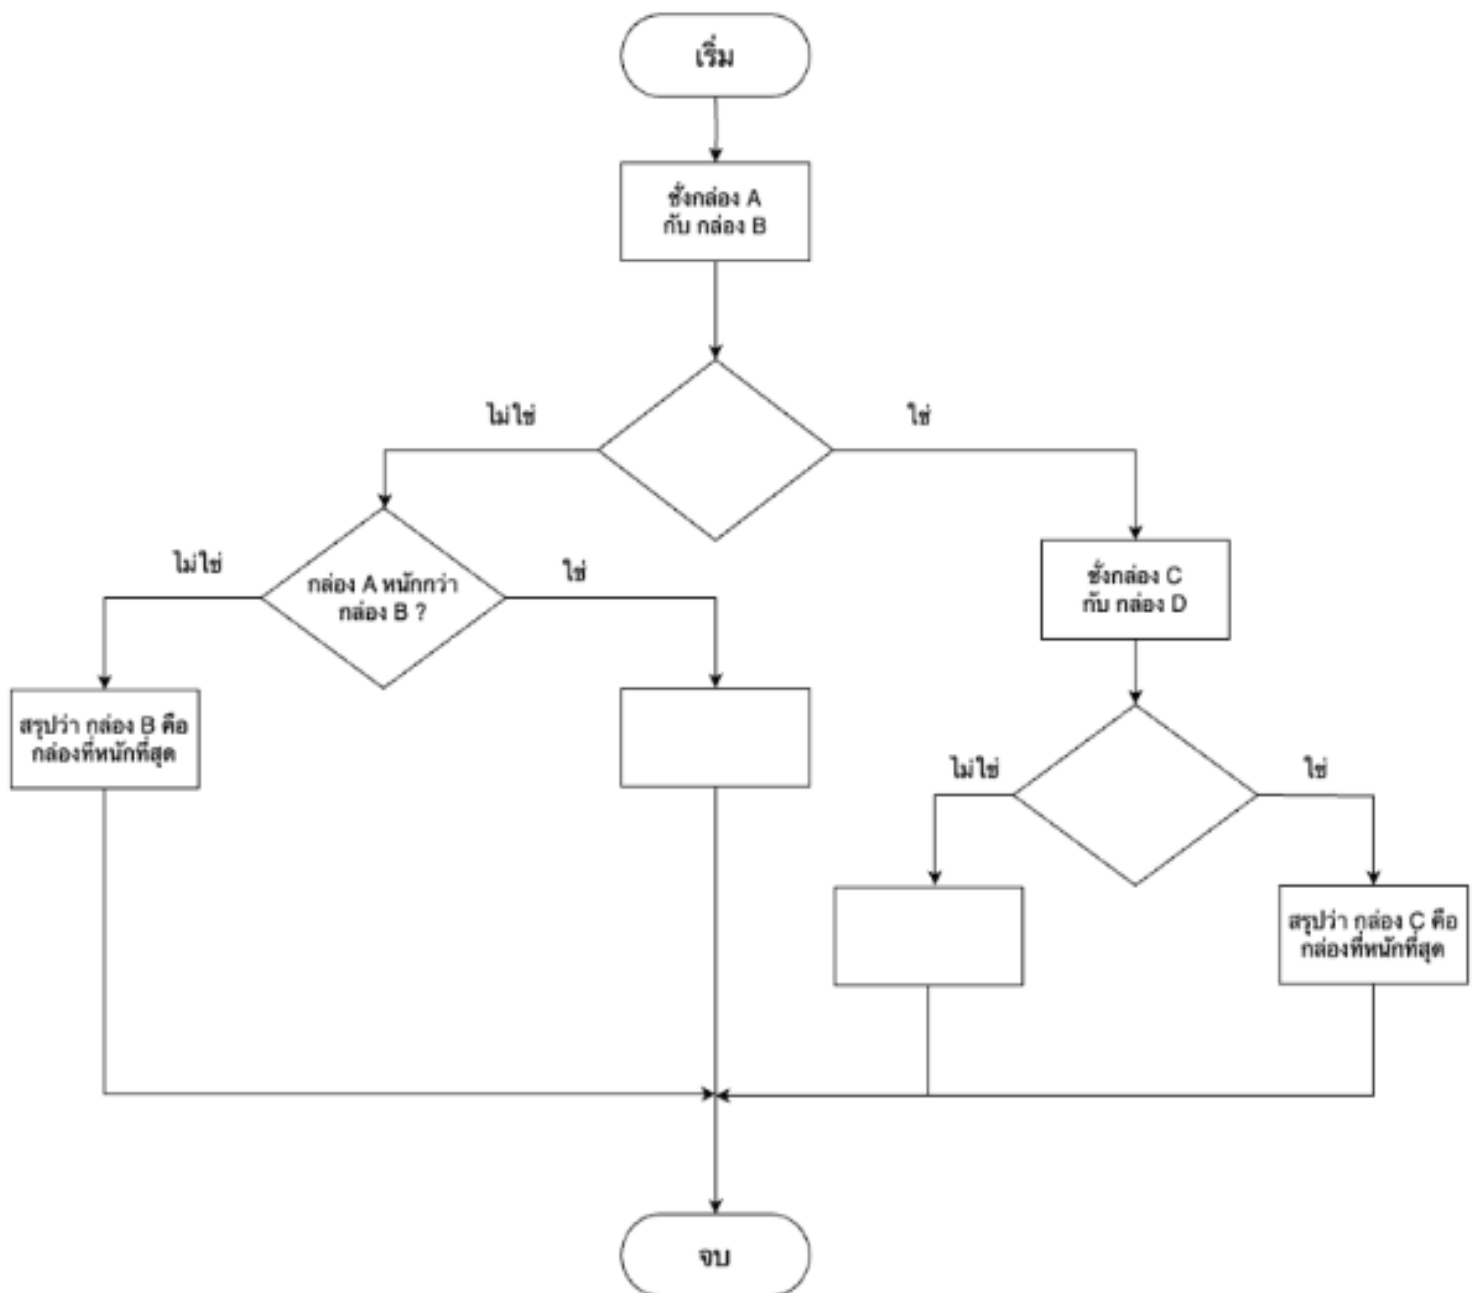 เริ่ม
ชั่งกล่อง A
กับ กล่อง B
ไม่ใช่
ใช่
ไม่ใช่
กล่อง A หนักกว่า
กล่อง B ?
ใช่
ชั่งกล่อง C
กับ กล่อง D
สรุปว่า กล่อง B คือ
กล่องที่หนักที่สุด
ไม่ใช่
ใช่
สรุปว่า กล่อง C คือ
กล่องที่หนักที่สุด
จบ